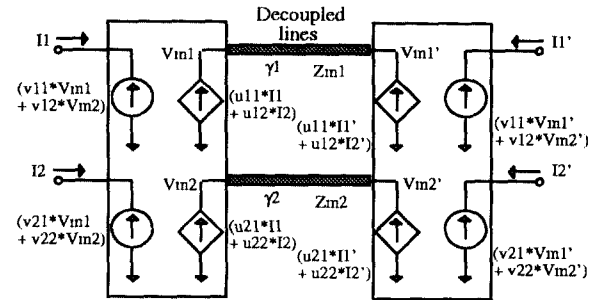 Decoupled
lines
I1
I1'
Vm1
Vm1'
γ1
Zm1
(v11*Vm1
+ v12*Vm2)
(u11*I1
+ u12*I2)
(u11*I1'
+ u12*I2')
(v11*Vm1'
+ v12*Vm2')
I2
I2'
Vm2
Vm2'
γ2
Zm2
(v21*Vm1
+ v22*Vm2)
(u21*I1
+ u22*I2)
(u21*I1'
+ u22*I2')
(v21*Vm1'
+ v22*Vm2')